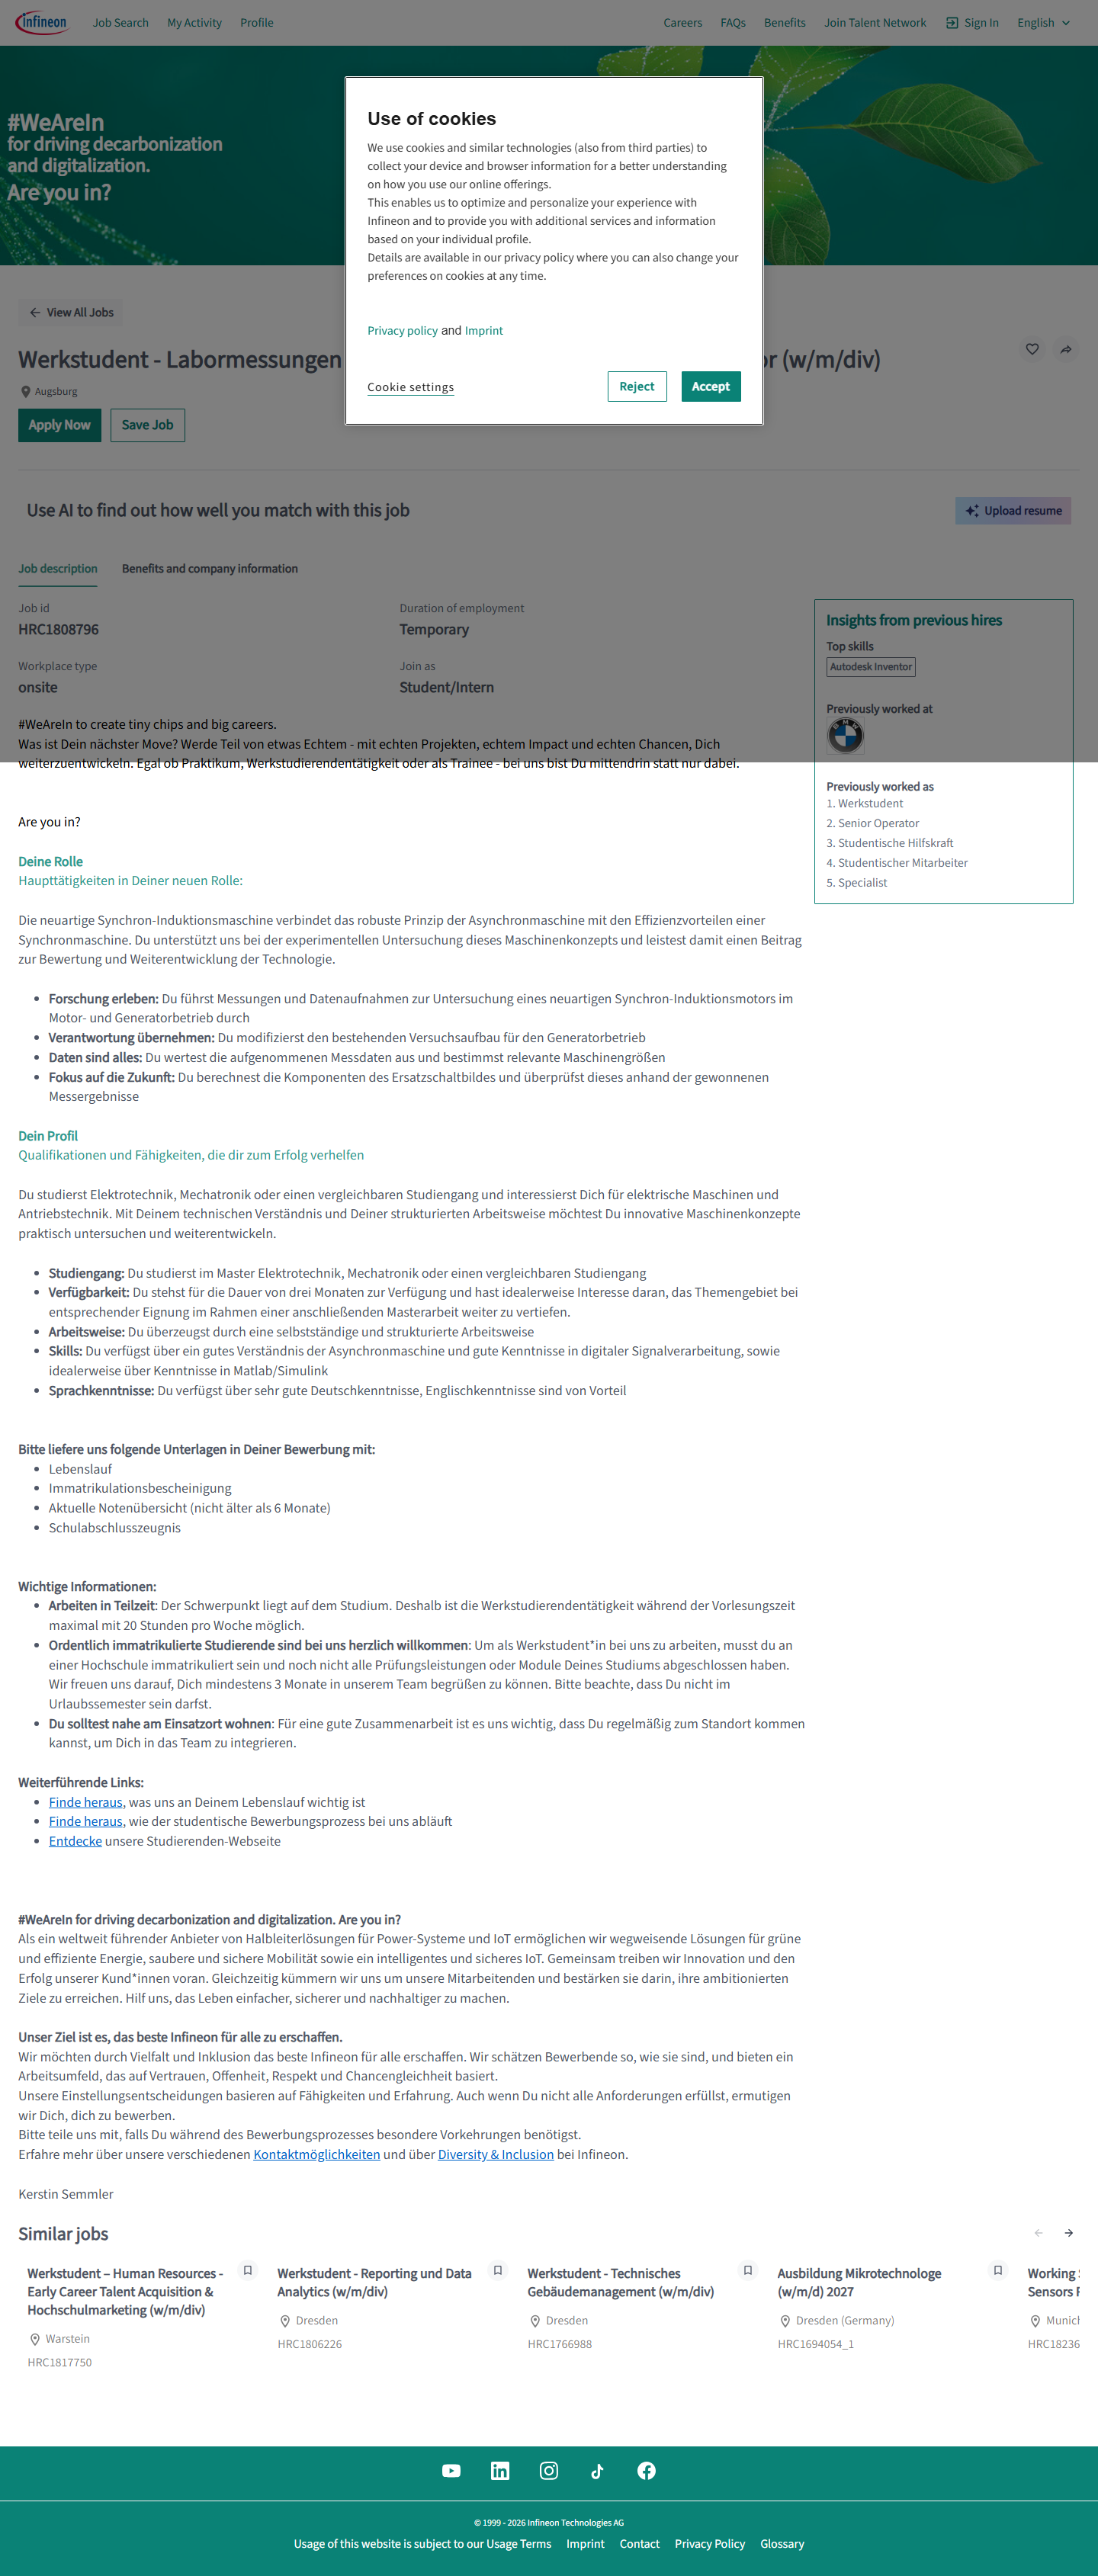 infineon
Job Search My Activity Profile
Careers FAQs Benefits Join Talent Network Sign In English
#WeAreIn
for driving decarbonization
and digitalization.
Are you in?
Use of cookies
We use cookies and similar technologies (also from third parties) to
collect your device and browser information for a better understanding
on how you use our online offerings.
This enables us to optimize and personalize your experience with
Infineon and to provide you with additional services and information
based on your individual profile.
Details are available in our privacy policy where you can also change your
preferences on cookies at any time.
Privacy policy and Imprint
Cookie settings
Reject
Accept
View All Jobs
Werkstudent - Labormessungen
or (w/m/div)
Augsburg
Apply Now
Save Job
Use AI to find out how well you match with this job
Upload resume
Job description
Benefits and company information
Job id
HRC1808796
Duration of employment
Temporary
Workplace type
onsite
Join as
Student/Intern
Insights from previous hires
Top skills
Autodesk Inventor
Previously worked at
BMW
Previously worked as
1. Werkstudent
2. Senior Operator
3. Studentische Hilfskraft
4. Studentischer Mitarbeiter
5. Specialist
#WeAreIn to create tiny chips and big careers.
Was ist Dein nächster Move? Werde Teil von etwas Echtem - mit echten Projekten, echtem Impact und echten Chancen, Dich
weiterzuentwickeln. Egal ob Praktikum, Werkstudierendentätigkeit oder als Trainee - bei uns bist Du mittendrin statt nur dabei.
Are you in?
Deine Rolle
Haupttätigkeiten in Deiner neuen Rolle:
Die neuartige Synchron-Induktionsmaschine verbindet das robuste Prinzip der Asynchronmaschine mit den Effizienzvorteilen einer
Synchronmaschine. Du unterstützt uns bei der experimentellen Untersuchung dieses Maschinenkonzepts und leistest damit einen Beitrag
zur Bewertung und Weiterentwicklung der Technologie.
Forschung erleben: Du führst Messungen und Datenaufnahmen zur Untersuchung eines neuartigen Synchron-Induktionsmotors im
Motor- und Generatorbetrieb durch
Verantwortung übernehmen: Du modifizierst den bestehenden Versuchsaufbau für den Generatorbetrieb
Daten sind alles: Du wertest die aufgenommenen Messdaten aus und bestimmst relevante Maschinengrößen
Fokus auf die Zukunft: Du berechnest die Komponenten des Ersatzschaltbildes und überprüfst dieses anhand der gewonnenen
Messergebnisse
Dein Profil
Qualifikationen und Fähigkeiten, die dir zum Erfolg verhelfen
Du studierst Elektrotechnik, Mechatronik oder einen vergleichbaren Studiengang und interessierst Dich für elektrische Maschinen und
Antriebstechnik. Mit Deinem technischen Verständnis und Deiner strukturierten Arbeitsweise möchtest Du innovative Maschinenkonzepte
praktisch untersuchen und weiterentwickeln.
Studiengang: Du studierst im Master Elektrotechnik, Mechatronik oder einen vergleichbaren Studiengang
Verfügbarkeit: Du stehst für die Dauer von drei Monaten zur Verfügung und hast idealerweise Interesse daran, das Themengebiet bei
entsprechender Eignung im Rahmen einer anschließenden Masterarbeit weiter zu vertiefen.
Arbeitsweise: Du überzeugst durch eine selbstständige und strukturierte Arbeitsweise
Skills: Du verfügst über ein gutes Verständnis der Asynchronmaschine und gute Kenntnisse in digitaler Signalverarbeitung, sowie
idealerweise über Kenntnisse in Matlab/Simulink
Sprachkenntnisse: Du verfügst über sehr gute Deutschkenntnisse, Englischkenntnisse sind von Vorteil
Bitte liefere uns folgende Unterlagen in Deiner Bewerbung mit:
Lebenslauf
Immatrikulationsbescheinigung
Aktuelle Notenübersicht (nicht älter als 6 Monate)
Schulabschlusszeugnis
Wichtige Informationen:
Arbeiten in Teilzeit: Der Schwerpunkt liegt auf dem Studium. Deshalb ist die Werkstudierendentätigkeit während der Vorlesungszeit
maximal mit 20 Stunden pro Woche möglich.
Ordentlich immatrikulierte Studierende sind bei uns herzlich willkommen: Um als Werkstudent*in bei uns zu arbeiten, musst du an
einer Hochschule immatrikuliert sein und noch nicht alle Prüfungsleistungen oder Module Deines Studiums abgeschlossen haben.
Wir freuen uns darauf, Dich mindestens 3 Monate in unserem Team begrüßen zu können. Bitte beachte, dass Du nicht im
Urlaubssemester sein darfst.
Du solltest nahe am Einsatzort wohnen: Für eine gute Zusammenarbeit ist es uns wichtig, dass Du regelmäßig zum Standort kommen
kannst, um Dich in das Team zu integrieren.
Weiterführende Links:
Finde heraus, was uns an Deinem Lebenslauf wichtig ist
Finde heraus, wie der studentische Bewerbungsprozess bei uns abläuft
Entdecke unsere Studierenden-Webseite
#WeAreIn for driving decarbonization and digitalization. Are you in?
Als ein weltweit führender Anbieter von Halbleiterlösungen für Power-Systeme und IoT ermöglichen wir wegweisende Lösungen für grüne
und effiziente Energie, saubere und sichere Mobilität sowie ein intelligentes und sicheres IoT. Gemeinsam treiben wir Innovation und den
Erfolg unserer Kund*innen voran. Gleichzeitig kümmern wir uns um unsere Mitarbeitenden und bestärken sie darin, ihre ambitionierten
Ziele zu erreichen. Hilf uns, das Leben einfacher, sicherer und nachhaltiger zu machen.
Unser Ziel ist es, das beste Infineon für alle zu erschaffen.
Wir möchten durch Vielfalt und Inklusion das beste Infineon für alle erschaffen. Wir schätzen Bewerbende so, wie sie sind, und bieten ein
Arbeitsumfeld, das auf Vertrauen, Offenheit, Respekt und Chancengleichheit basiert.
Unsere Einstellungsentscheidungen basieren auf Fähigkeiten und Erfahrung. Auch wenn Du nicht alle Anforderungen erfüllst, ermutigen
wir Dich, dich zu bewerben.
Bitte teile uns mit, falls Du während des Bewerbungsprozesses besondere Vorkehrungen benötigst.
Erfahre mehr über unsere verschiedenen Kontaktmöglichkeiten und über Diversity & Inclusion bei Infineon.
Kerstin Semmler
Similar jobs
Werkstudent – Human Resources -
Early Career Talent Acquisition &
Hochschulmarketing (w/m/div)
Warstein
HRC1817750
Werkstudent - Reporting und Data
Analytics (w/m/div)
Dresden
HRC1806226
Werkstudent - Technisches
Gebäudemanagement (w/m/div)
Dresden
HRC1766988
Ausbildung Mikrotechnologe
(w/m/d) 2027
Dresden (Germany)
HRC1694054_1
Working
Sensors
Munich
HRC18236
© 1999 - 2026 Infineon Technologies AG
Usage of this website is subject to our Usage Terms Imprint Contact Privacy Policy Glossary